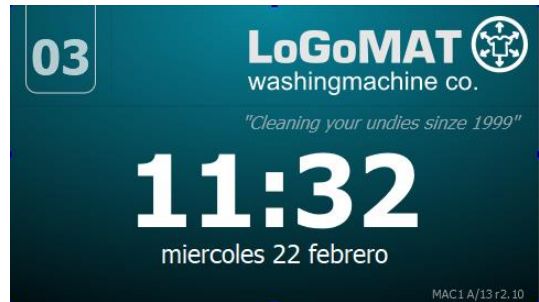 03
LoGoMAT
washingmachine co.
"Cleaning your undies sinze 1999"
11:32
miercoles 22 febrero
MAC1 A/13 r2.10